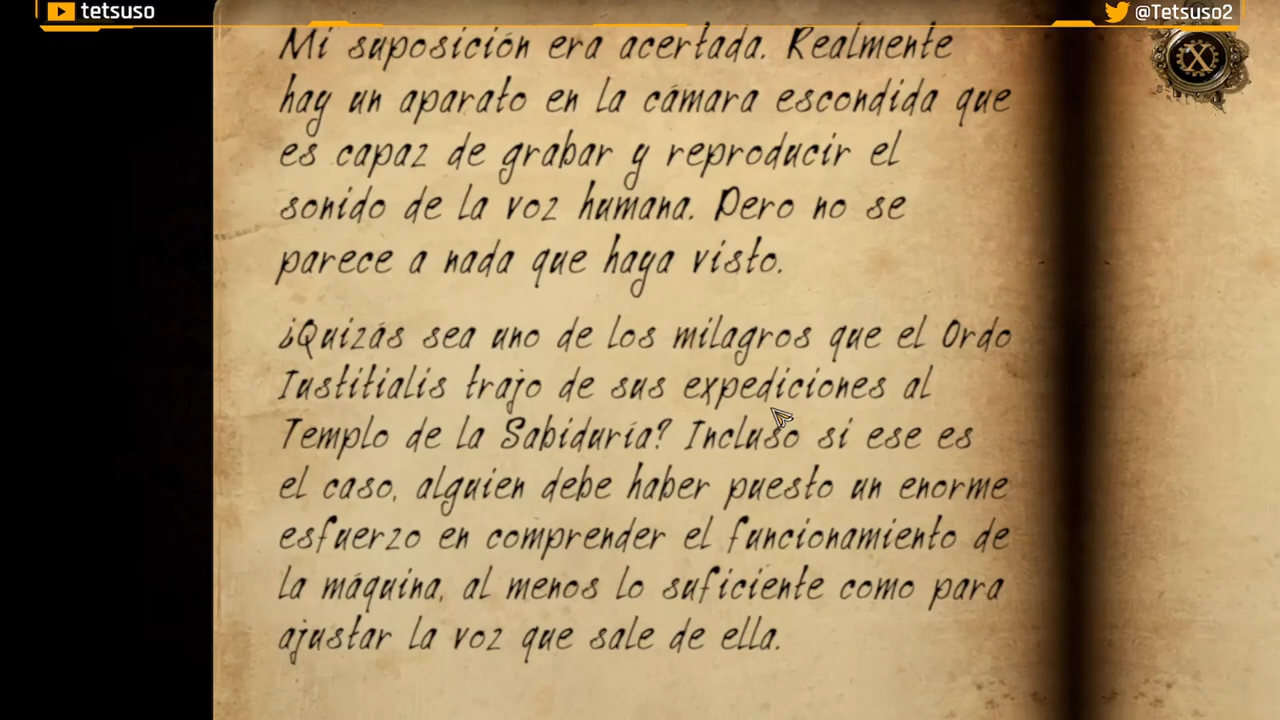 tetsuso
@Tetsuso2
Mi suposición era acertada. Realmente
hay un aparato en la cámara escondida que
es capaz de grabar y reproducir el
sonido de la voz humana. Pero no se
parece a nada que haya visto.
¿Quizás sea uno de los milagros que el Ordo
Iustitialis trajo de sus expediciones al
Templo de la Sabiduría? Incluso si ese es
el caso, alguien debe haber puesto un enorme
esfuerzo en comprender el funcionamiento de
la máquina, al menos lo suficiente como para
ajustar la voz que sale de ella.
X